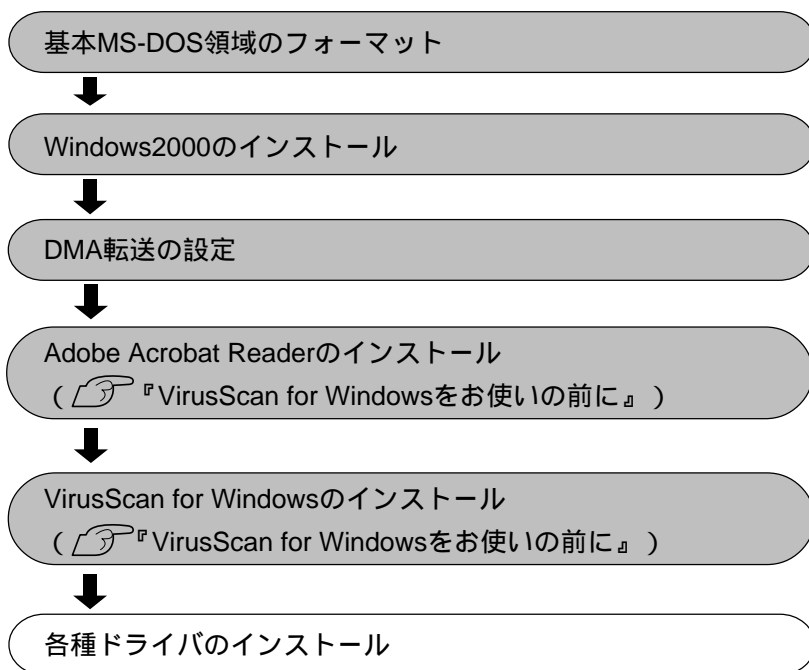 基本MS-DOS領域のフォーマット
Windows2000のインストール
DMA転送の設定
Adobe Acrobat Readerのインストール
(『VirusScan for Windowsをお使いの前に』)
VirusScan for Windowsのインストール
(『VirusScan for Windowsをお使いの前に』)
各種ドライバのインストール